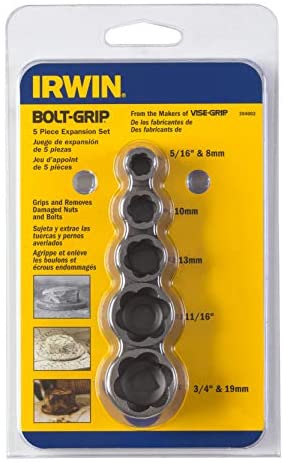 IRWIN
BOLT-GRIP
5 Piece Expansion Set
Juego de expansión
de 5 piezas
Jeu d'appoint
de 5 pièces
From the Makers of VISE-GRIP
De los fabricantes de
Des fabricants de
394002
5/16" & 8mm
10mm
13mm
11/16"
3/4" & 19mm
Grips and Removes
Damaged Nuts
and Bolts
Sujeta y extrae las
tuercas y pernos
averiados
Agrippe et enlève
les boulons et
écrous endommagés